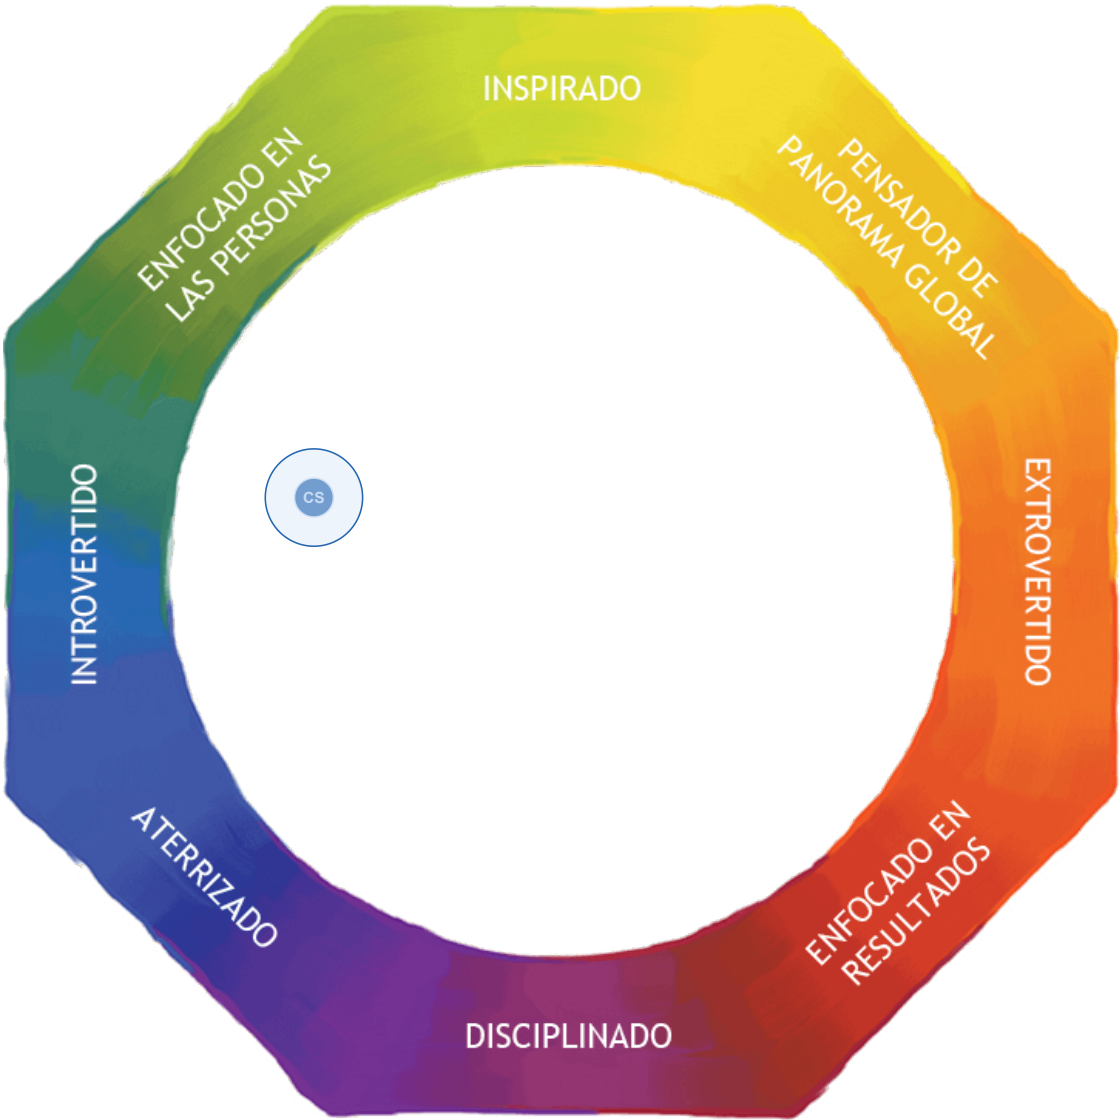 INSPIRADO
ENFOCADO EN
LAS PERSONAS
PENSADOR DE
PANORAMA GLOBAL
CS
INTROVERTIDO
EXTROVERTIDO
ATERRIZADO
ENFOCADO EN
RESULTADOS
DISCIPLINADO